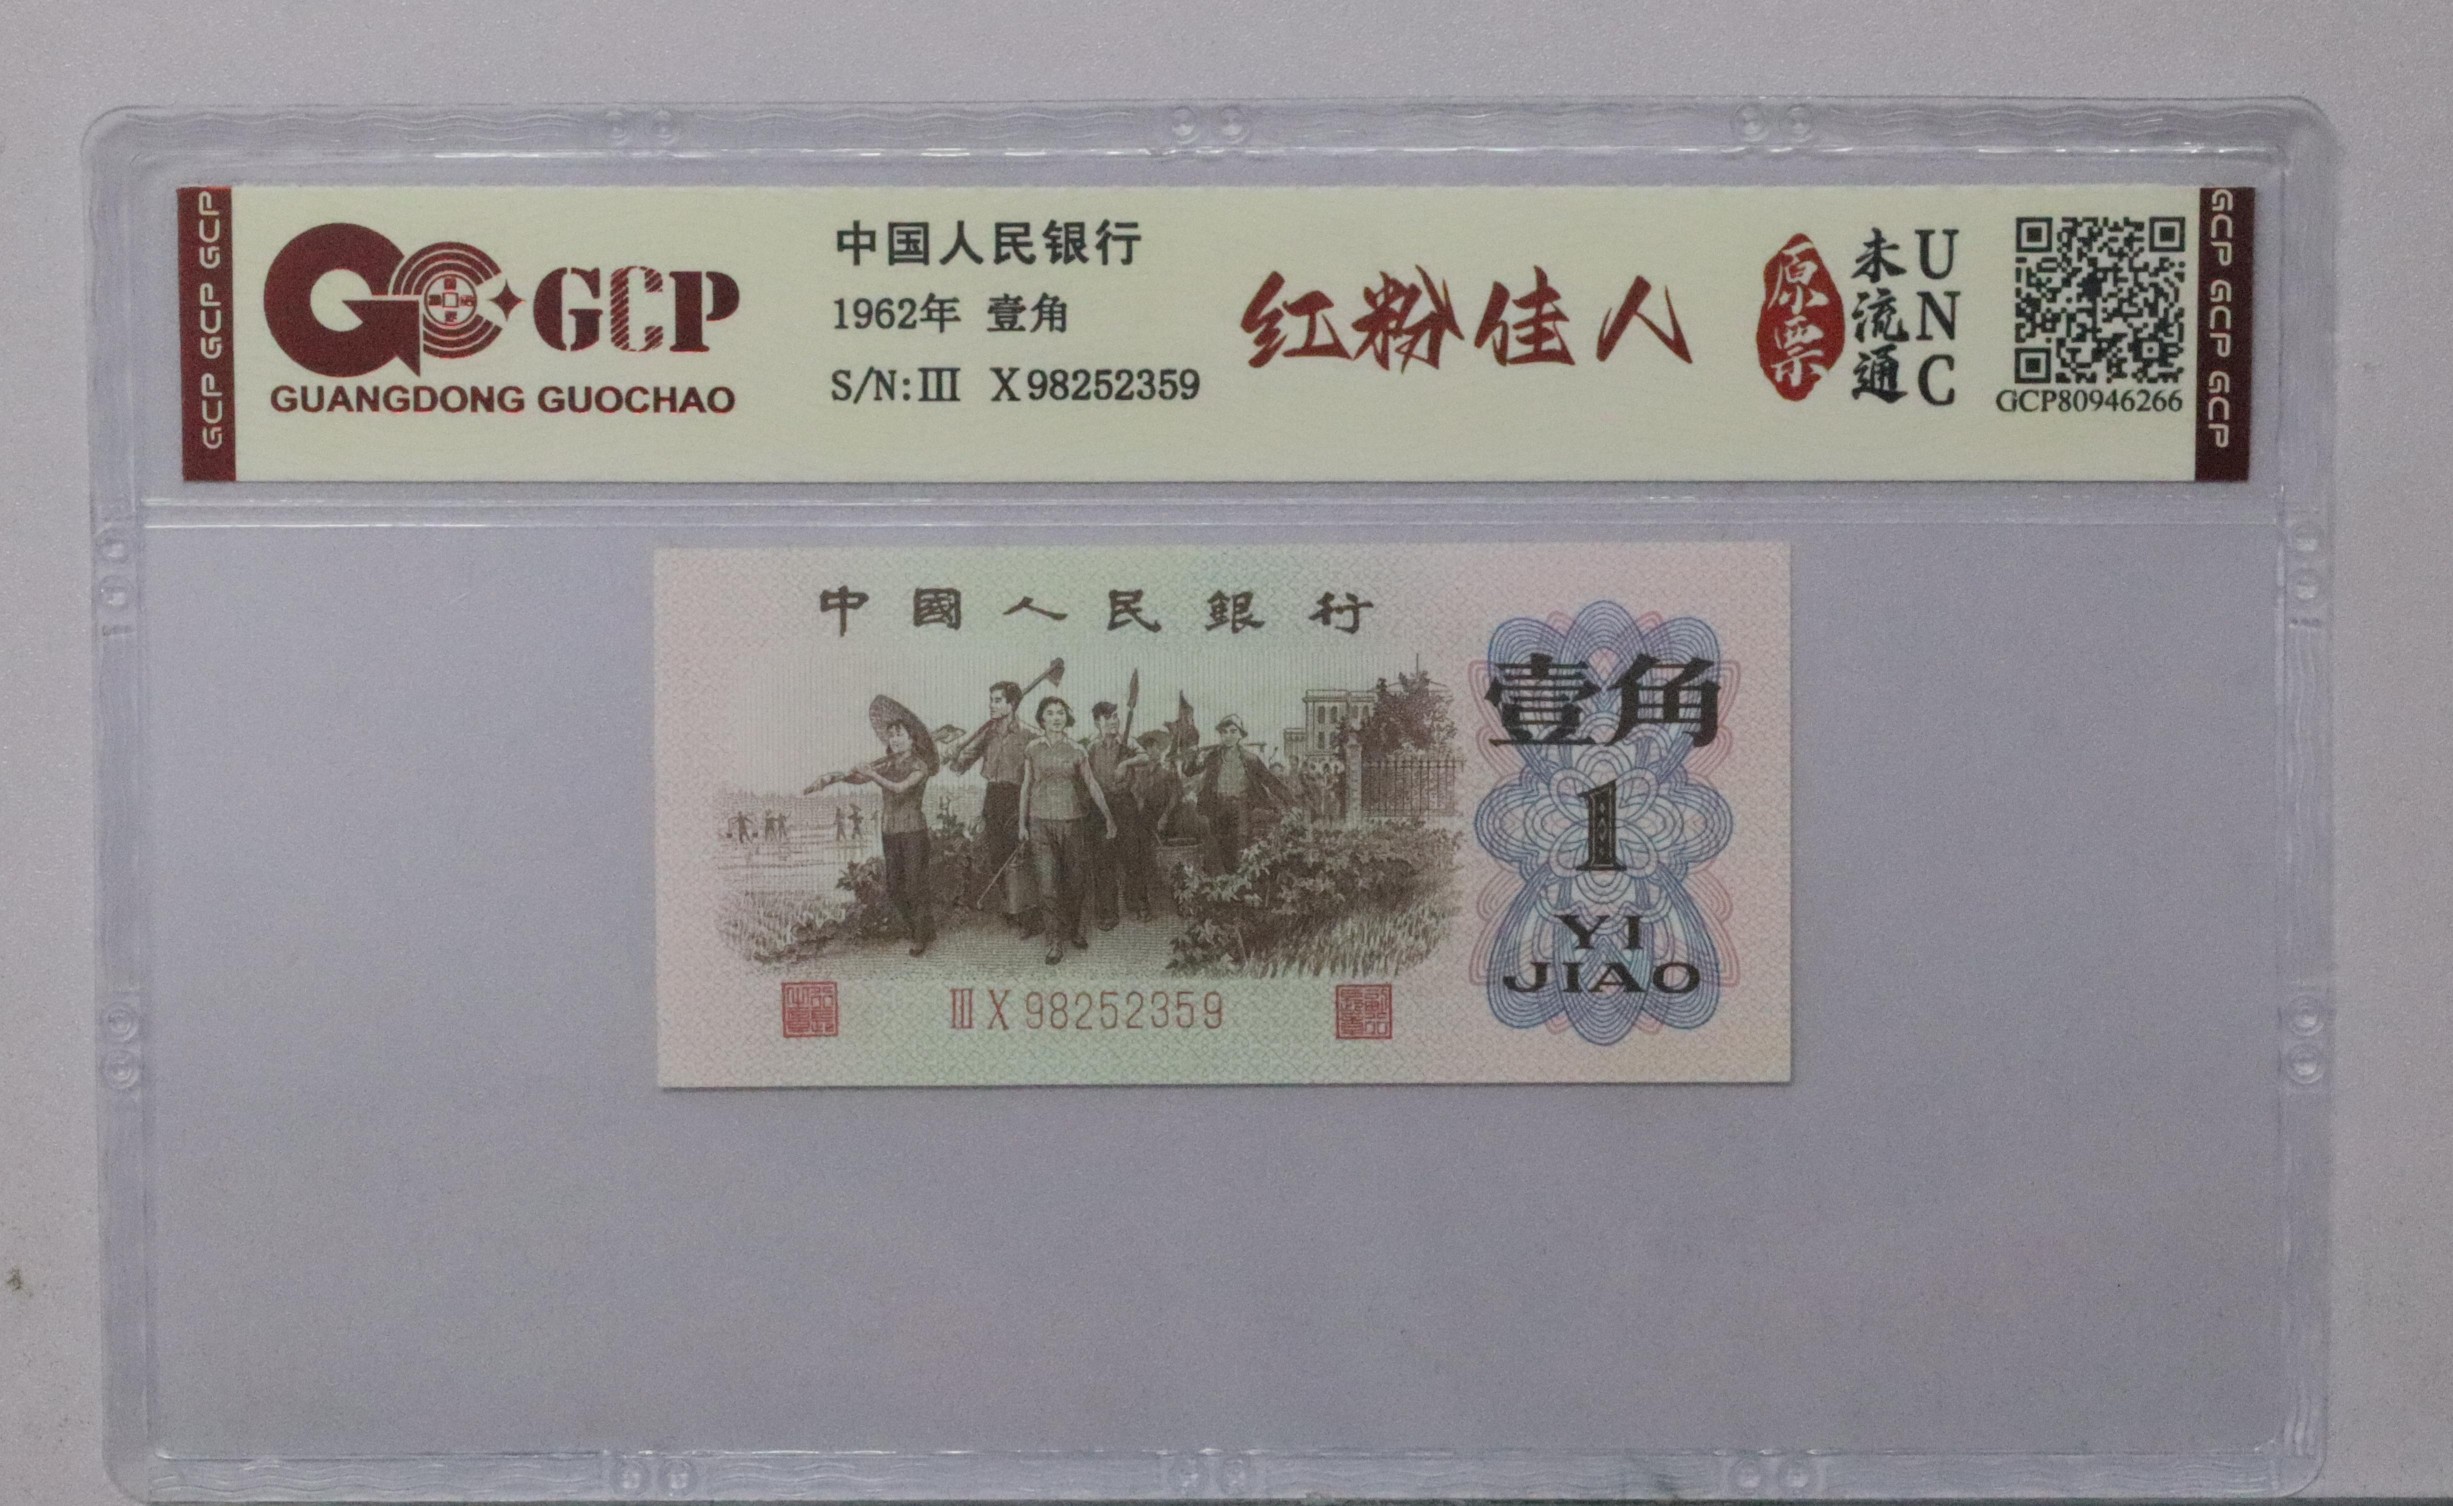 GCP GCP GCP
GCP
GUANGDONG GUOCHAO
中国人民银行
1962年 壹角
S/N:Ⅲ X98252359
红粉佳人
原票
未流通
UNC
GCP80946266
GCP GCP GCP
中國人民銀行
壹角
1
YI
JIAO
Ⅲ X 98252359